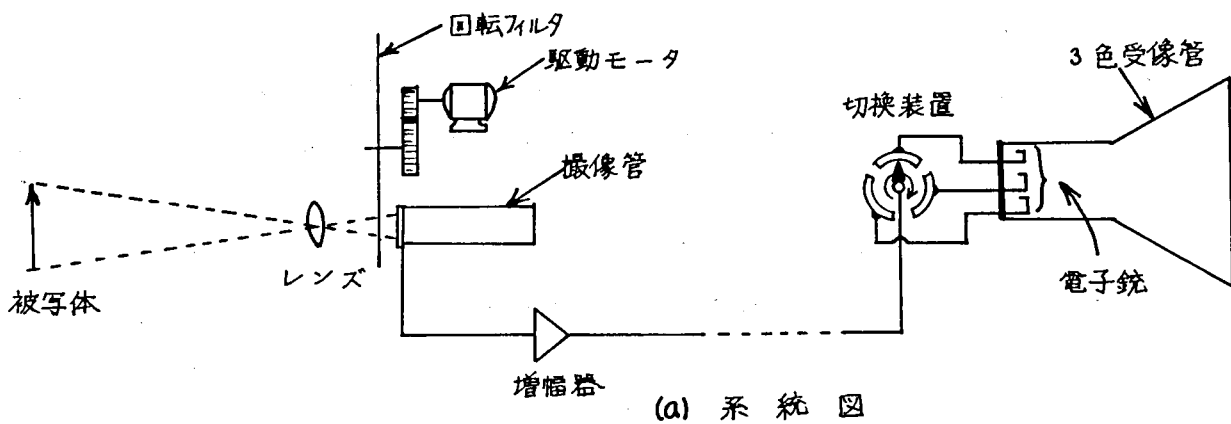 回転フィルタ
駆動モータ
3色受像管
切換装置
撮像管
レンズ
電子銃
被写体
増幅器
(a) 系統図